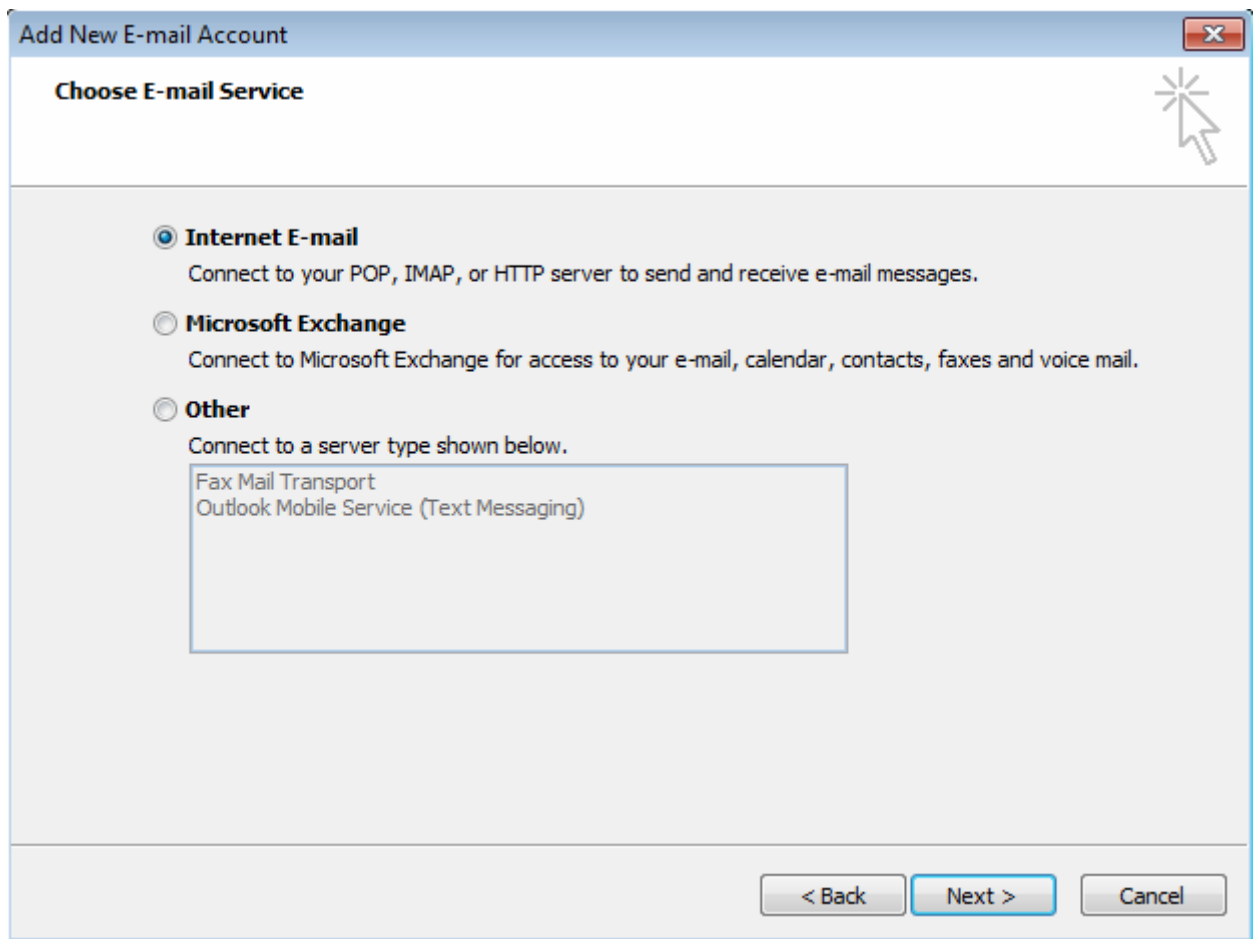 Add New E-mail Account
Choose E-mail Service
Internet E-mail
Connect to your POP, IMAP, or HTTP server to send and receive e-mail messages.
Microsoft Exchange
Connect to Microsoft Exchange for access to your e-mail, calendar, contacts, faxes and voice mail.
Other
Connect to a server type shown below.
Fax Mail Transport
Outlook Mobile Service (Text Messaging)
< Back Next > Cancel